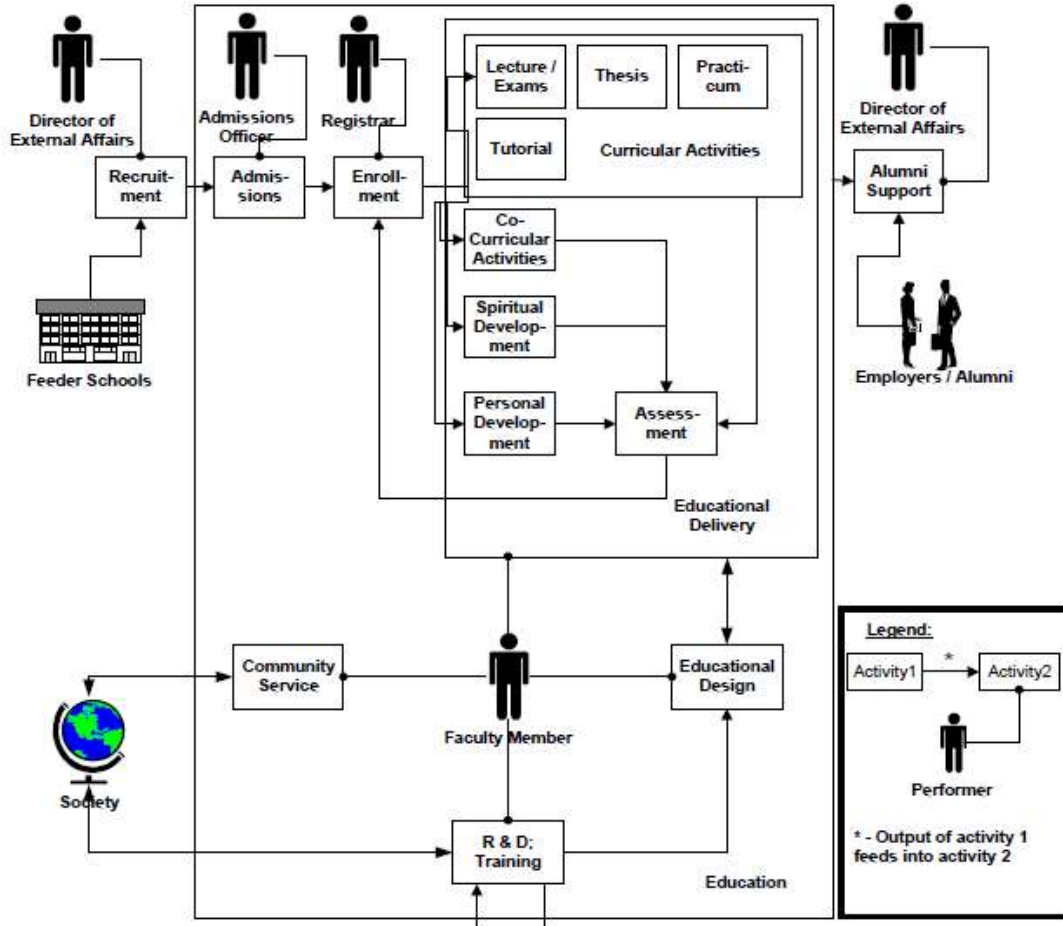 Director of
External Affairs
Admissions
Officer
Registrar
Lecture /
Exams
Thesis
Practi-
cum
Tutorial
Curricular Activities
Director of
External Affairs
Recruit-
ment
Admis-
sions
Enroll-
ment
Alumni
Support
Co-
Curricular
Activities
Spiritual
Develop-
ment
Feeder Schools
Employers / Alumni
Personal
Develop-
ment
Assess-
ment
Educational
Delivery
Community
Service
Educational
Design
Faculty Member
Society
R & D;
Training
Education
Legend:
Activity1
*
Activity2
Performer
* - Output of activity 1
feeds into activity 2